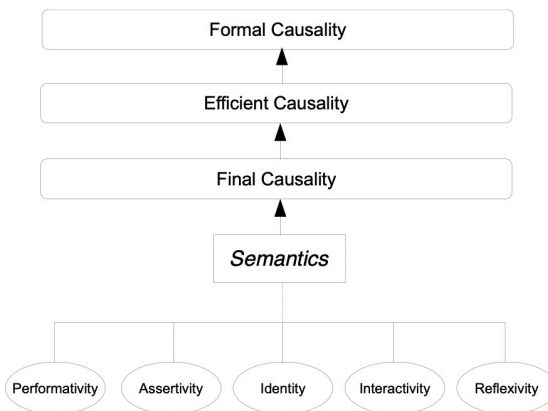 Formal Causality
Efficient Causality
Final Causality
Semantics
Performativity Assertivity Identity Interactivity Reflexivity